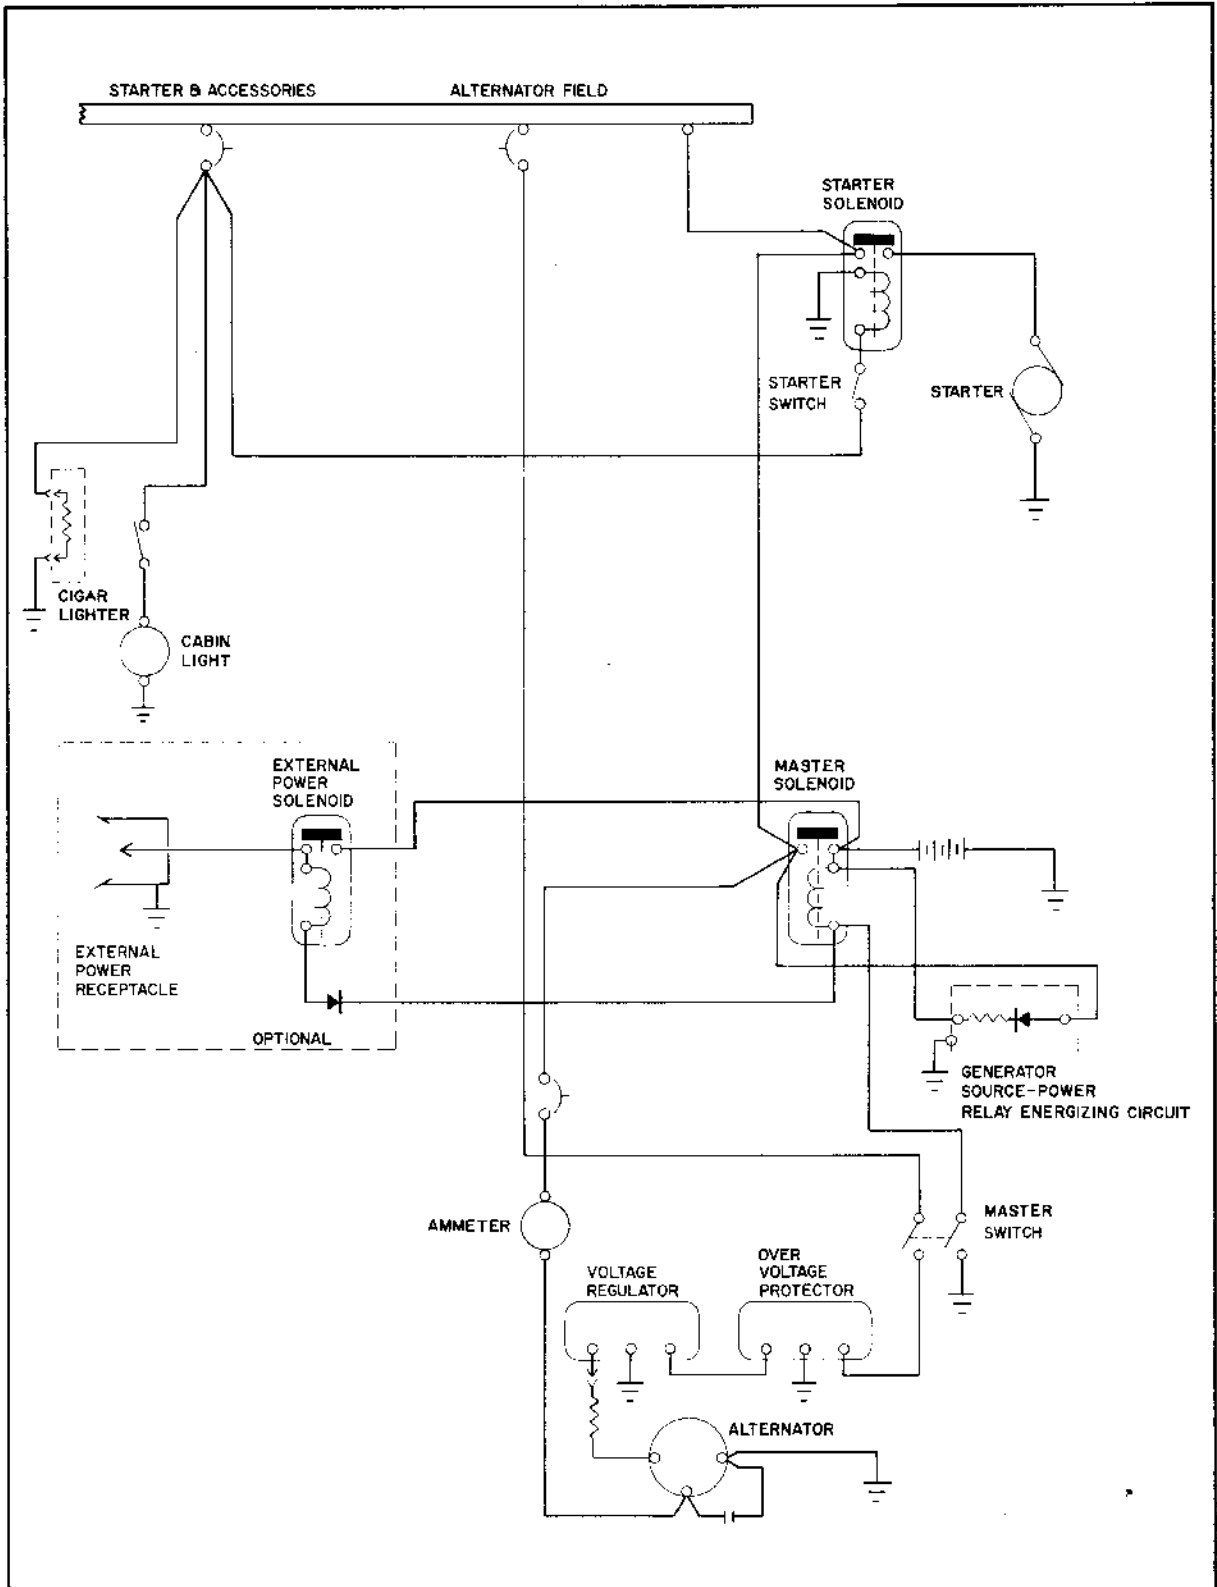 STARTER & ACCESSORIES
ALTERNATOR FIELD
STARTER
SOLENOID
STARTER
SWITCH
STARTER
CIGAR
LIGHTER
CABIN
LIGHT
EXTERNAL
POWER
SOLENOID
MASTER
SOLENOID
EXTERNAL
POWER
RECEPTACLE
OPTIONAL
GENERATOR
SOURCE-POWER
RELAY ENERGIZING CIRCUIT
AMMETER
MASTER
SWITCH
VOLTAGE
REGULATOR
OVER
VOLTAGE
PROTECTOR
ALTERNATOR